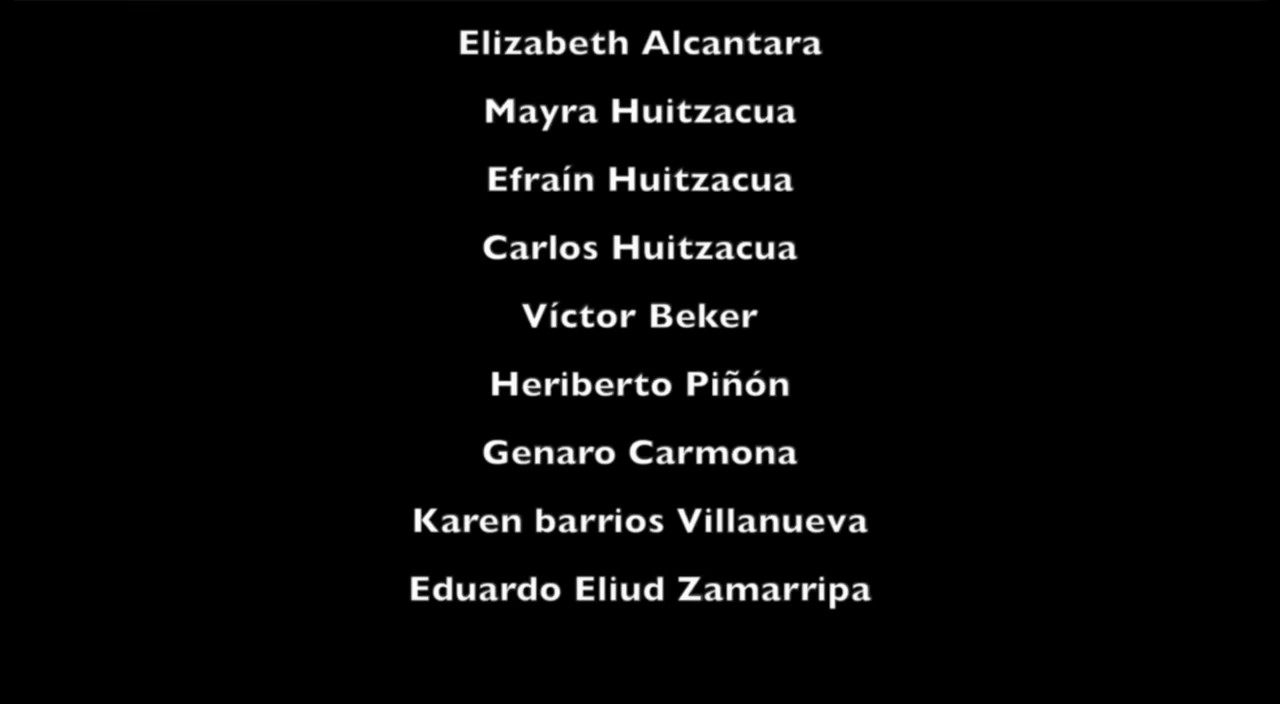 Elizabeth Alcantara
Mayra Huitzacua
Efraín Huitzacua
Carlos Huitzacua
Víctor Beker
Heriberto Piñón
Genaro Carmona
Karen barrios Villanueva
Eduardo Eliud Zamarripa